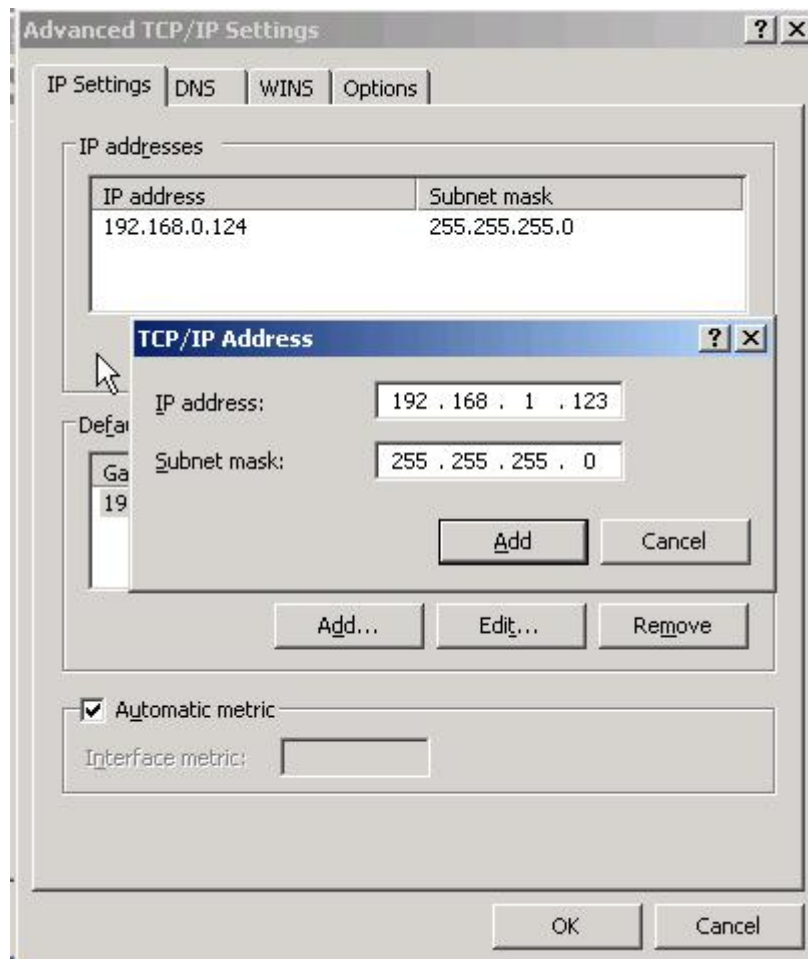 Advanced TCP/IP Settings
IP Settings DNS WINS Options
IP addresses
IP address Subnet mask
192.168.0.124 255.255.255.0
TCP/IP Address
IP address: 192 . 168 . 1 . 123
Subnet mask: 255 . 255 . 255 . 0
Add Cancel
Defau
Ga
19
Add... Edit... Remove
Automatic metric
Interface metric:
OK Cancel